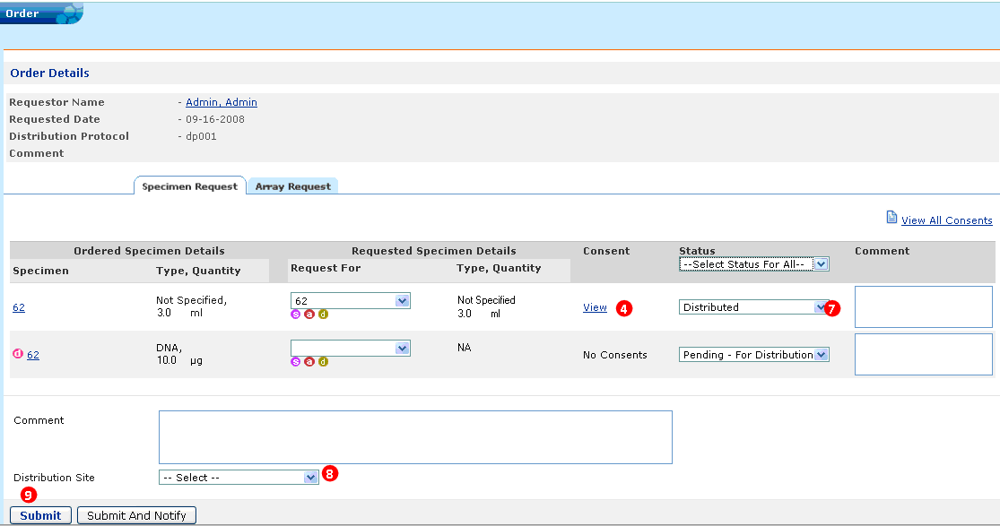 Order
Order Details
Requestor Name - Admin, Admin
Requested Date - 09-16-2008
Distribution Protocol - dp001
Comment
Specimen Request Array Request
View All Consents
Ordered Specimen Details Requested Specimen Details Consent Status Comment
--Select Status For All--
Specimen Type, Quantity Request For Type, Quantity
62 Not Specified, 3.0 ml 62 Not Specified 3.0 ml View 4 Distributed 7
s a d
d 62 DNA, 10.0 µg NA No Consents Pending - For Distribution
s a d
Comment
Distribution Site -- Select -- 8
9
Submit Submit And Notify